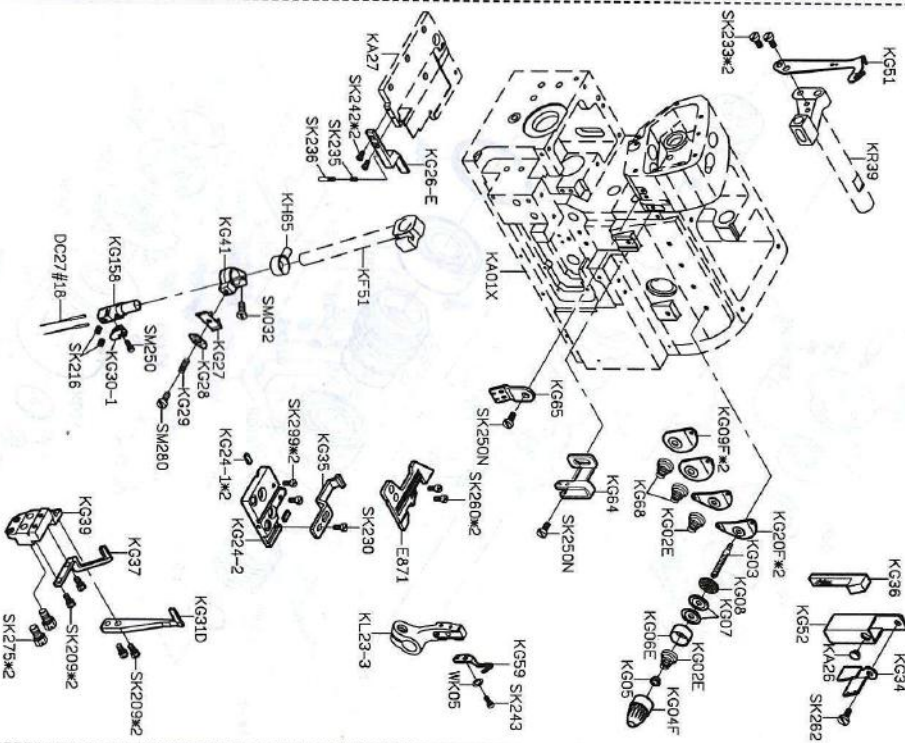 SK233*2
KG51
KR39
KA27
SK242*2
SK235
SK236
KG26-E
KH65
KG41
KF51
KG158
DC27#18
SM032
SM250
KG30-1
SK216
KG27
KG28
KG29
SM280
KA01X
KG65
SK250N
KG64
SK250N
KG09F*2
KG68
KG02E
KG20F*2
KG03
KG08
KG07
KG06E
KG02E
KG05
KG04F
KG36
KG52
KA26
KG34
SK262
SK299*2
KG24-1*2
KG35
KG24-2
SK230
SK260*2
E871
KL23-3
KG59
WK05
SK243
KG39
KG37
KG31D
SK275*2
SK209*2
SK209*2